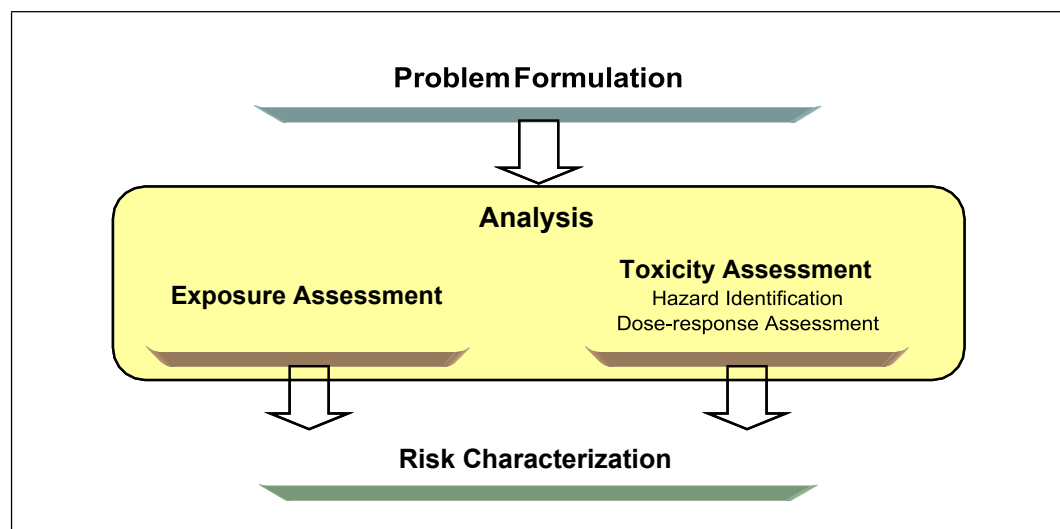 Problem Formulation
Analysis
Exposure Assessment
Toxicity Assessment
Hazard Identification
Dose-response Assessment
Risk Characterization